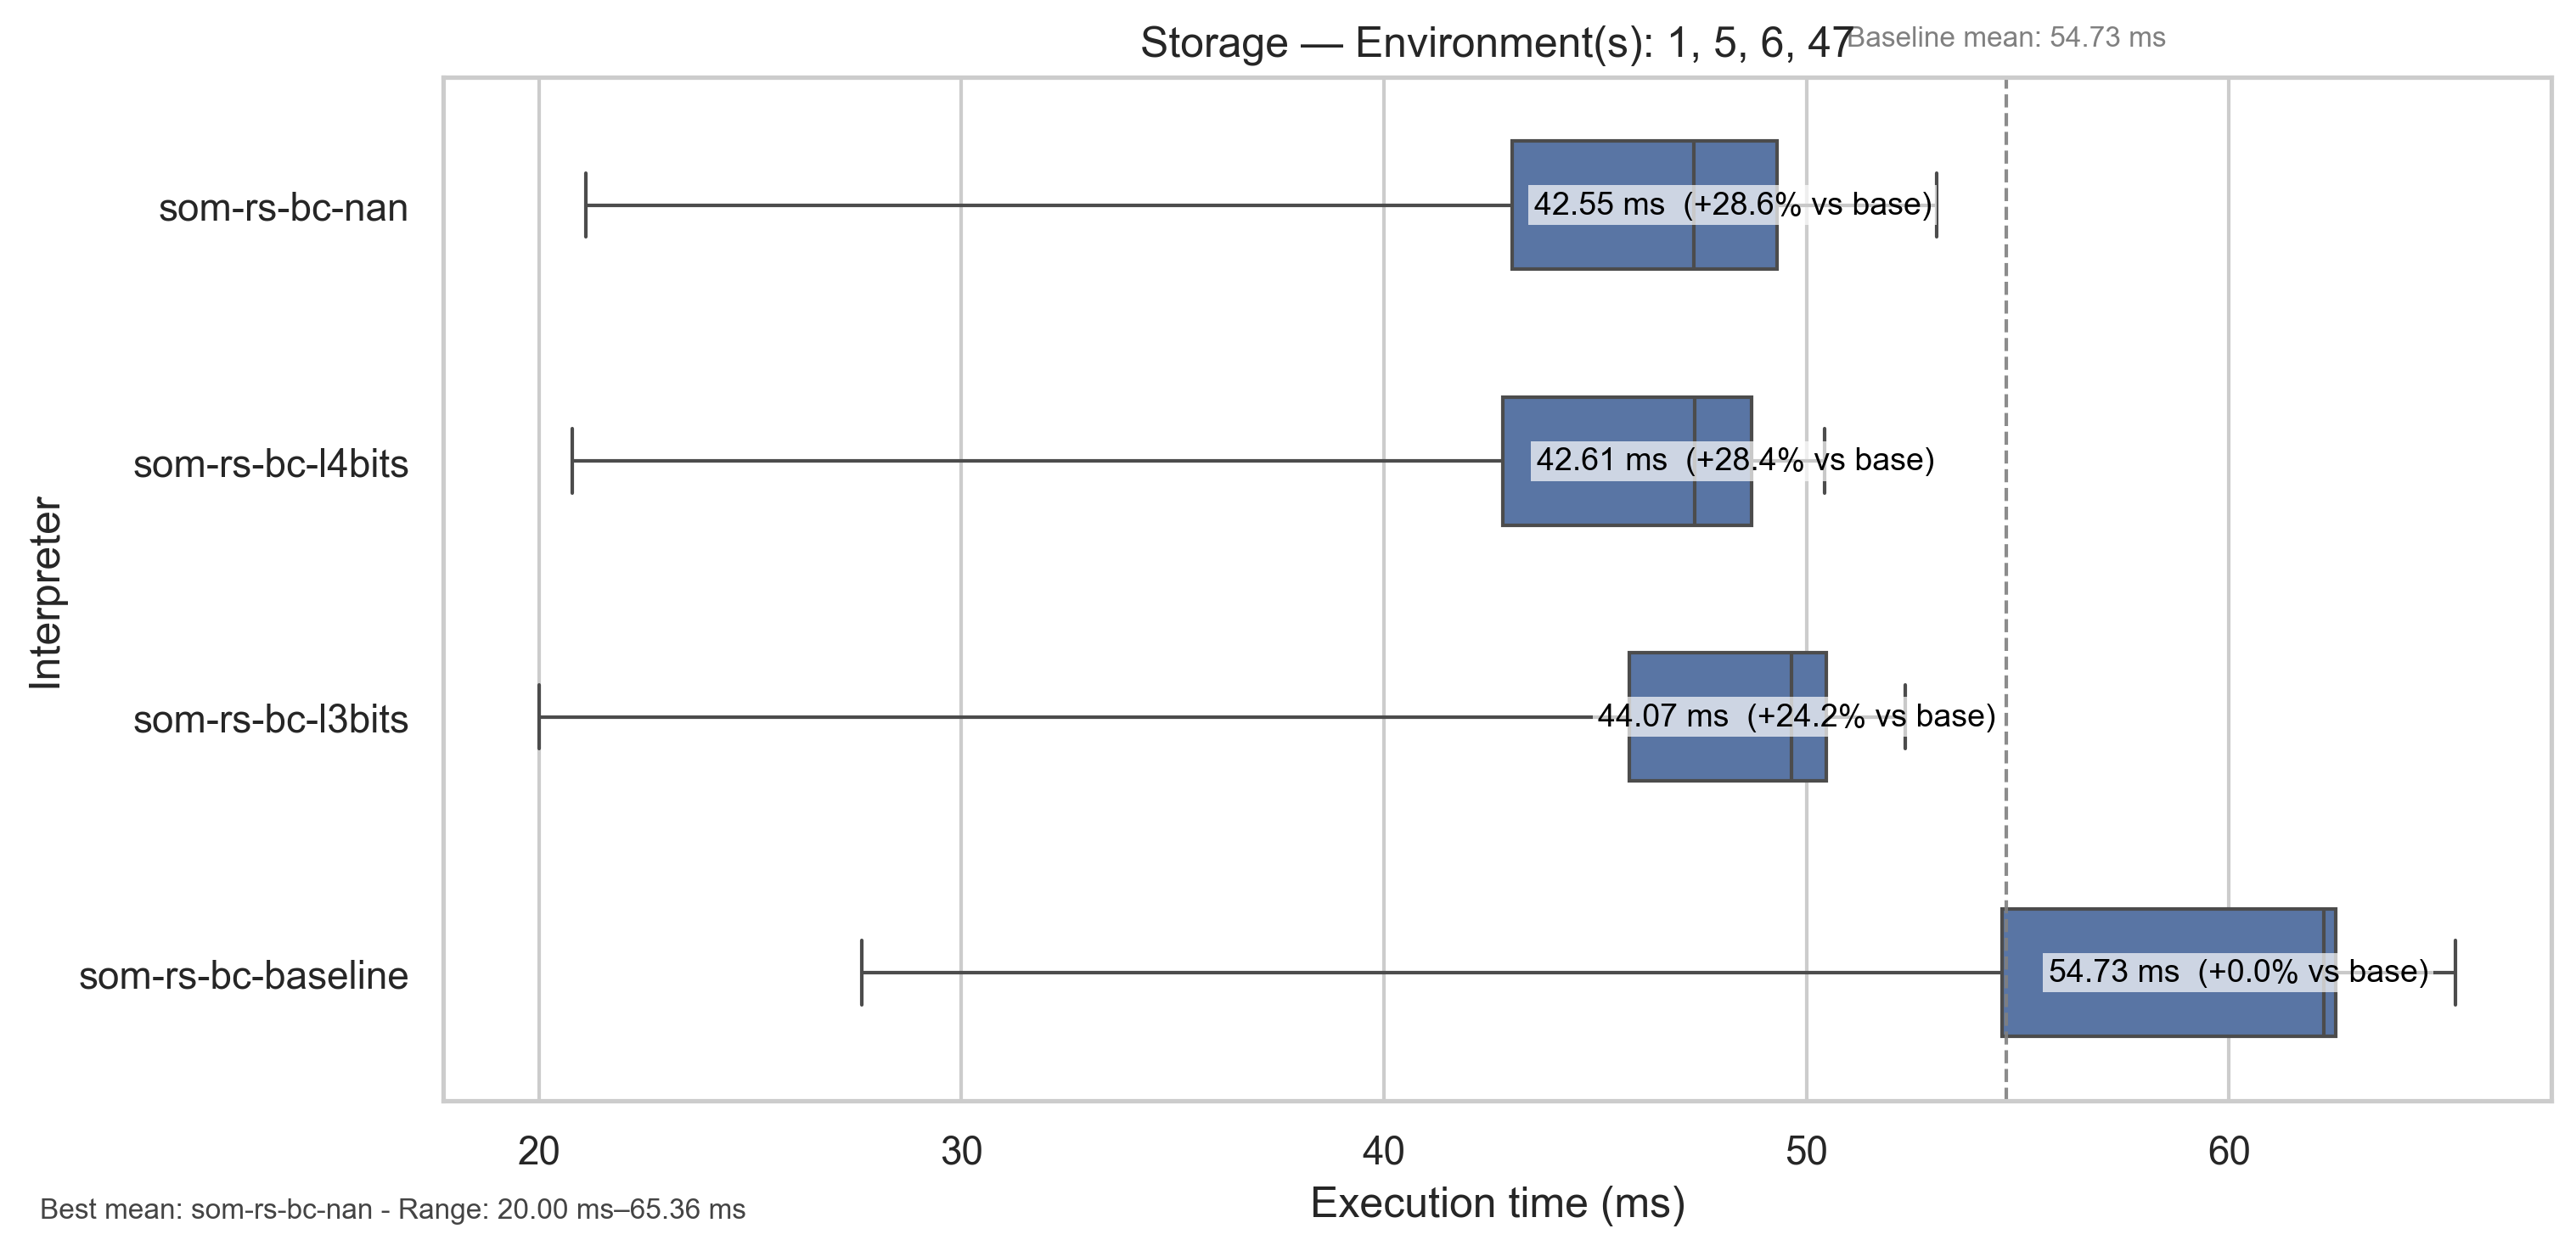 Storage — Environment(s): 1, 5, 6, 47
Baseline mean: 54.73 ms
Interpreter
som-rs-bc-nan
42.55 ms (+28.6% vs base)
som-rs-bc-l4bits
42.61 ms (+28.4% vs base)
som-rs-bc-l3bits
44.07 ms (+24.2% vs base)
som-rs-bc-baseline
54.73 ms (+0.0% vs base)
20 30 40 50 60
Execution time (ms)
Best mean: som-rs-bc-nan - Range: 20.00 ms–65.36 ms